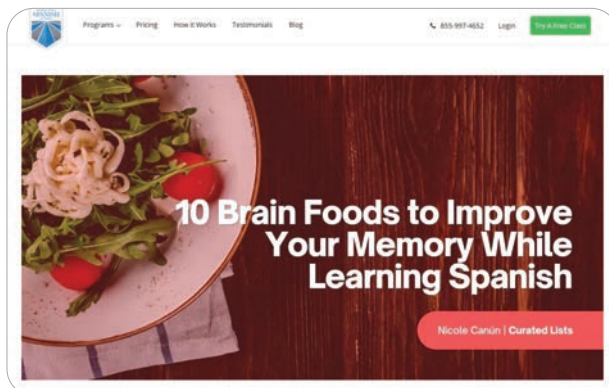 SPANISH
Programs Pricing How it Works Testimonials Blog 855-997-4652 Login Try A Free Class
10 Brain Foods to Improve
Your Memory While
Learning Spanish
Nicole Canún | Curated Lists